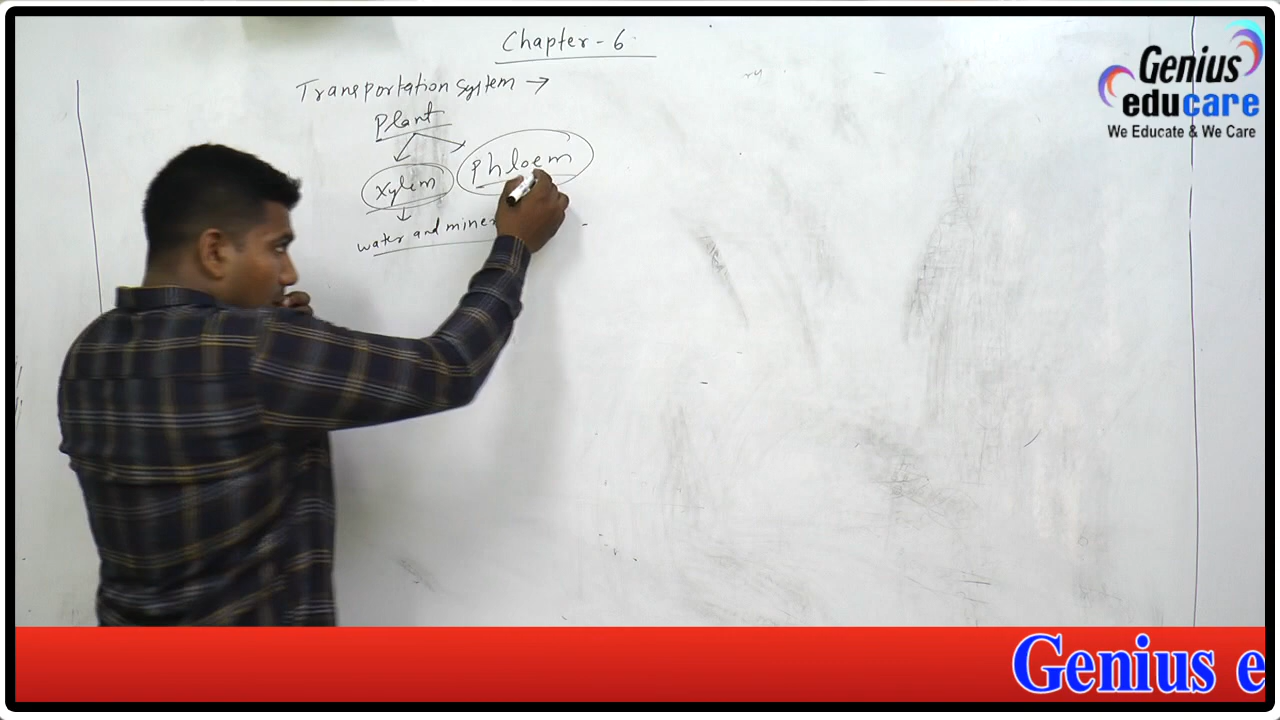 Chapter - 6
Transportation System →
Plant
Xylem Phloem
water and miner
Genius
educare
We Educate & We Care
Genius e